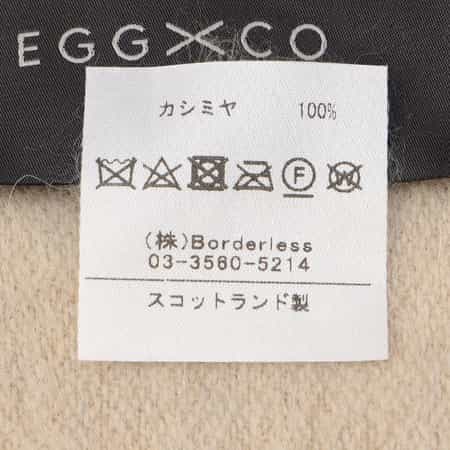 EGG CO
カシミヤ 100%
F W
(株)Borderless
03-3580-5214
スコットランド製